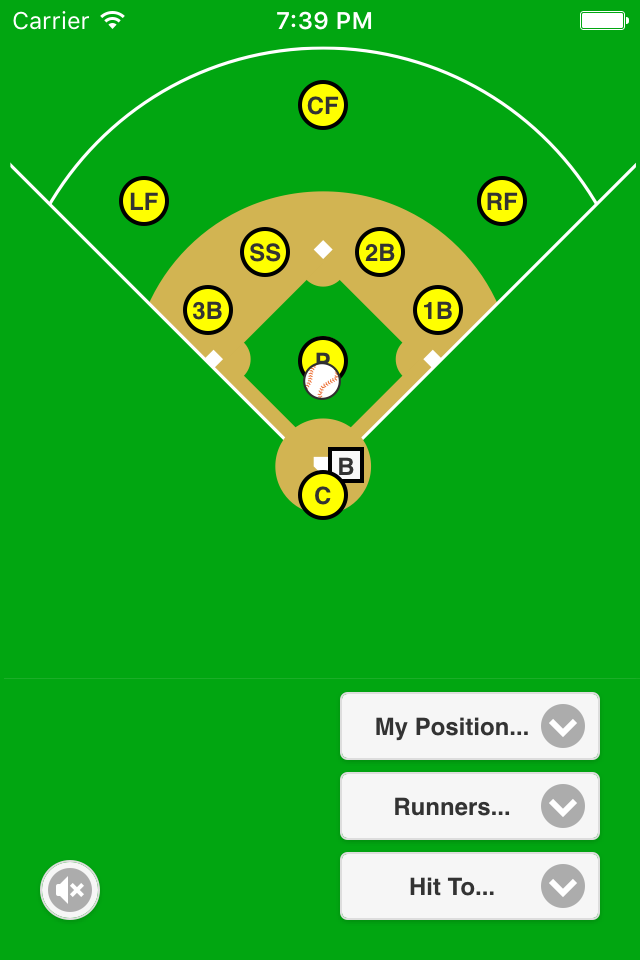 Carrier 7:39 PM
CF
LF RF
SS 2B
3B 1B
P
B
C
My Position...
Runners...
Hit To...